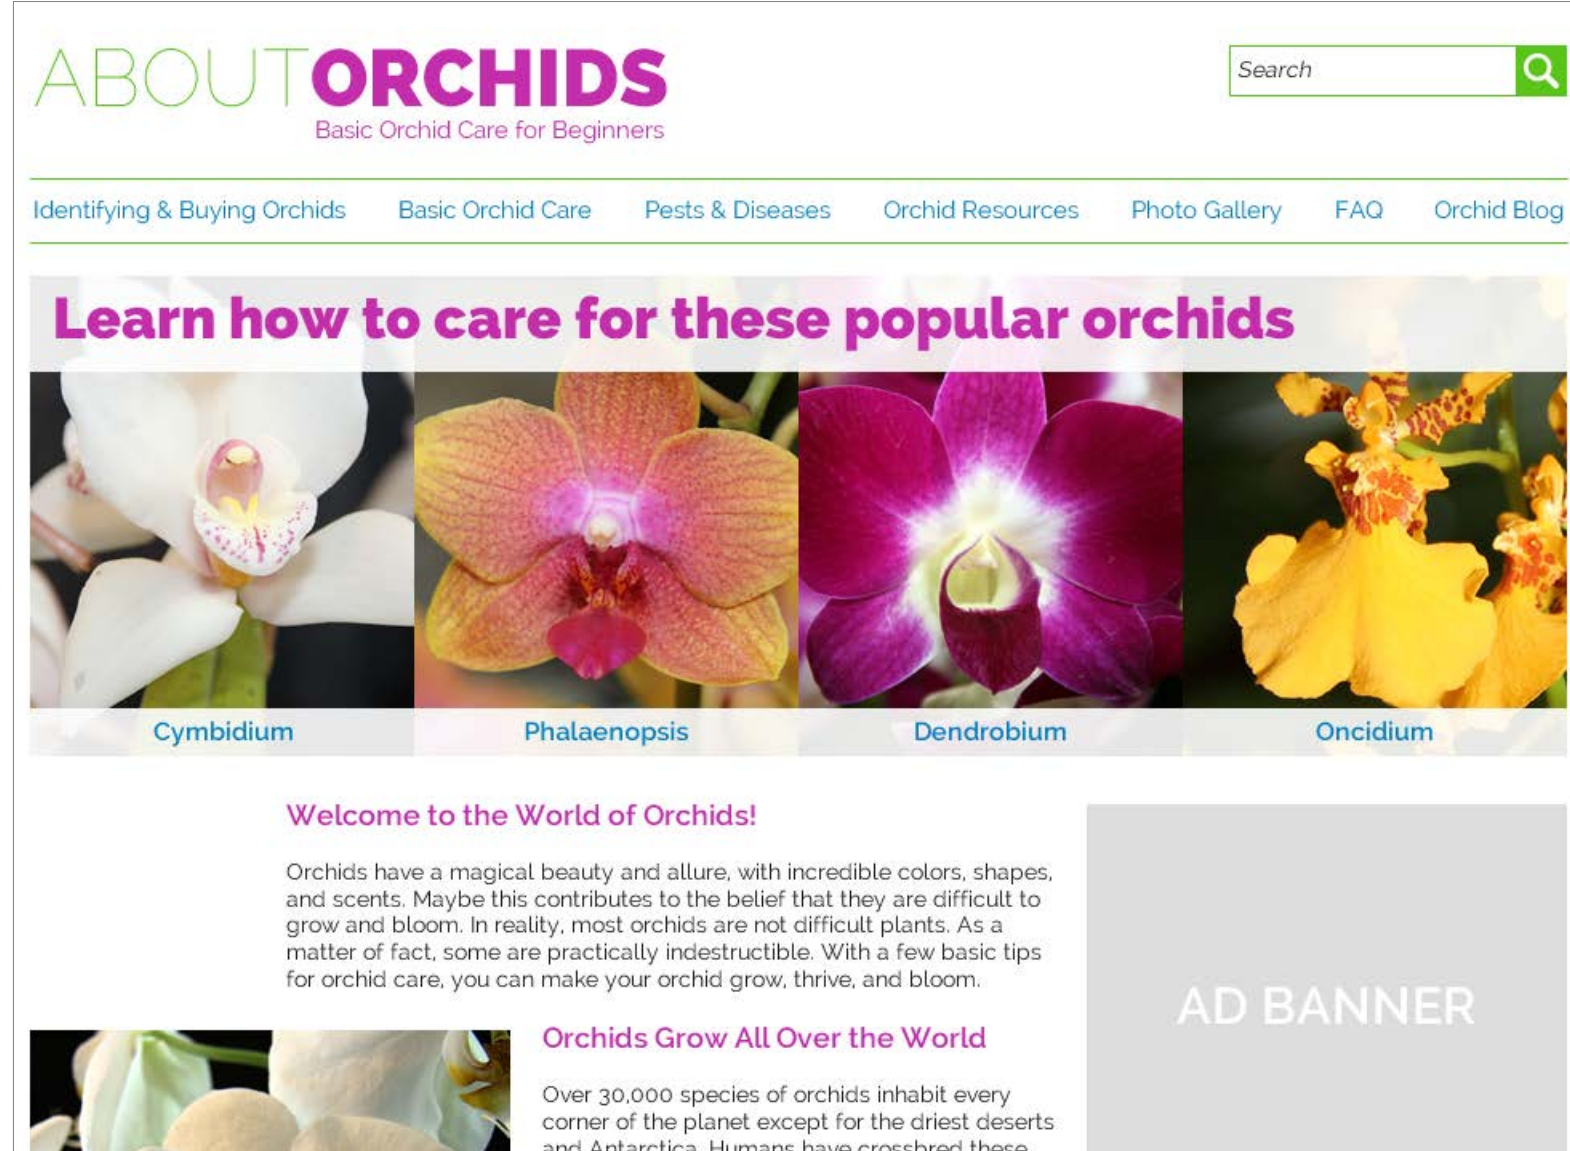 ABOUTORCHIDS
Basic Orchid Care for Beginners
Search
Identifying & Buying Orchids Basic Orchid Care Pests & Diseases Orchid Resources Photo Gallery FAQ Orchid Blog
Learn how to care for these popular orchids
Cymbidium Phalaenopsis Dendrobium Oncidium
Welcome to the World of Orchids!
Orchids have a magical beauty and allure, with incredible colors, shapes,
and scents. Maybe this contributes to the belief that they are difficult to
grow and bloom. In reality, most orchids are not difficult plants. As a
matter of fact, some are practically indestructible. With a few basic tips
for orchid care, you can make your orchid grow, thrive, and bloom.
AD BANNER
Orchids Grow All Over the World
Over 30,000 species of orchids inhabit every
corner of the planet except for the driest deserts
and Antarctica. Humans have crossbred these